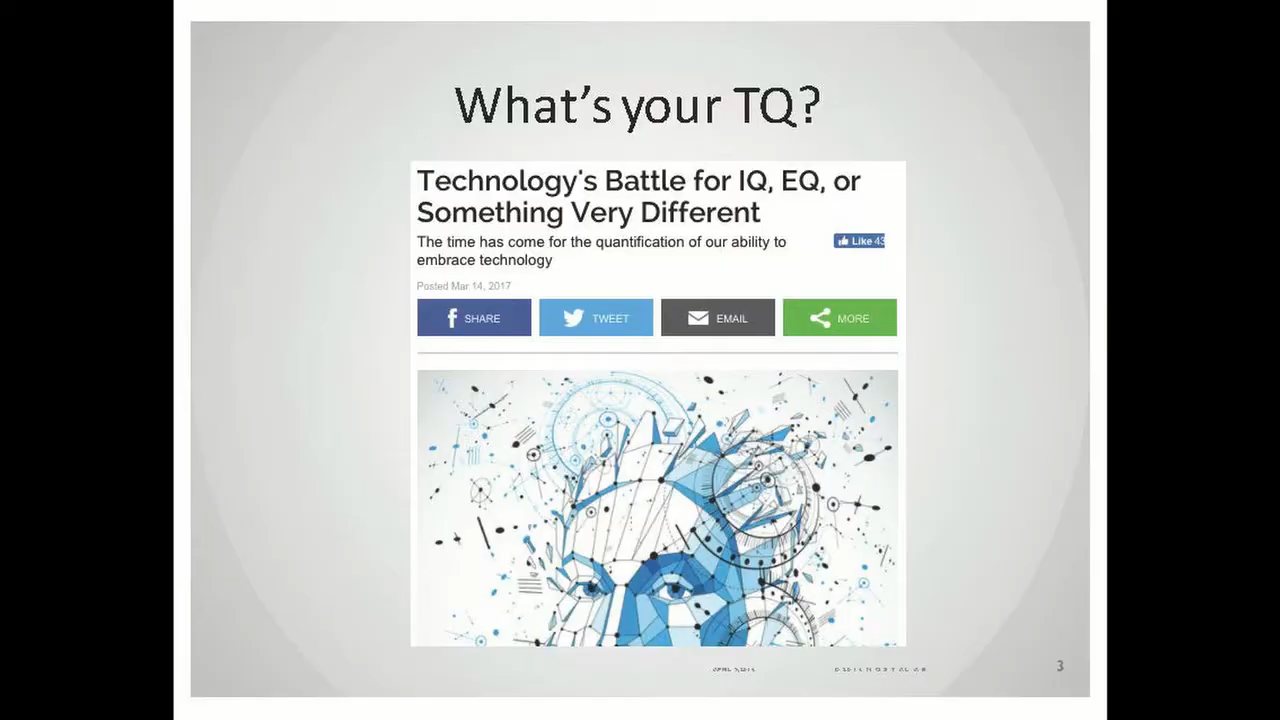 What's your TQ?
Technology's Battle for IQ, EQ, or
Something Very Different
The time has come for the quantification of our ability to
embrace technology
Like 43
Posted Mar 14, 2017
SHARE
TWEET
EMAIL
MORE
3